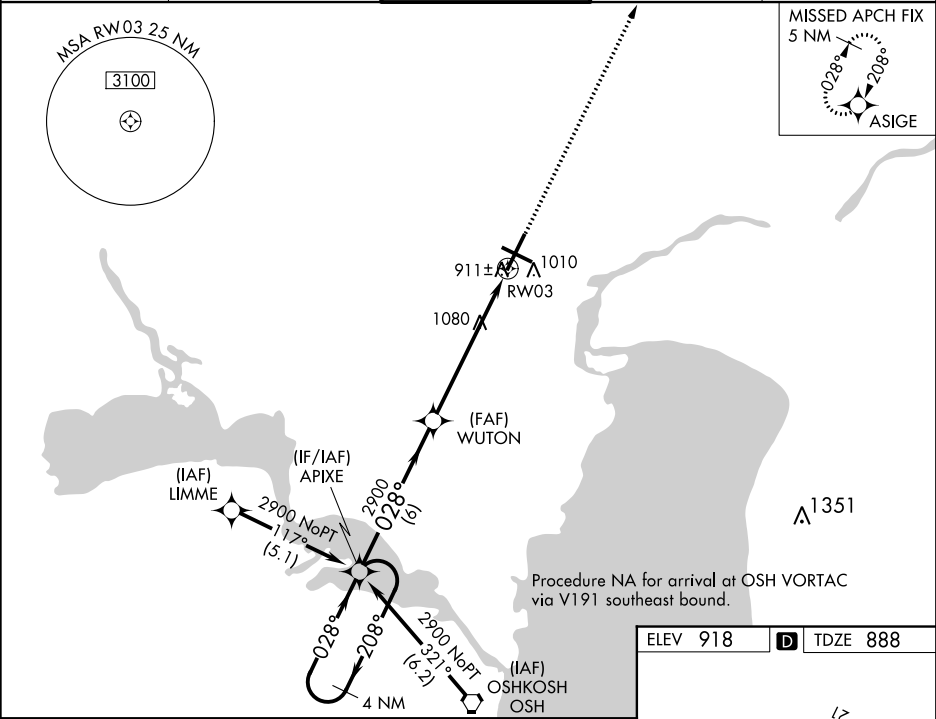 MSA RW03 25 NM
3100
MISSED APCH FIX
5 NM
028°
208°
ASIGE
911±
1010
RW03
1080
(FAF)
WUTON
(IF/IAF)
APIXE
(IAF)
LIMME
2900 NoPT
117°
(5.1)
2900
028°
(6)
1351
Procedure NA for arrival at OSH VORTAC
via V191 southeast bound.
028°
208°
4 NM
2900 NoPT
321°
(6.2)
(IAF)
OSHKOSH
OSH
ELEV 918
D
TDZE 888
21